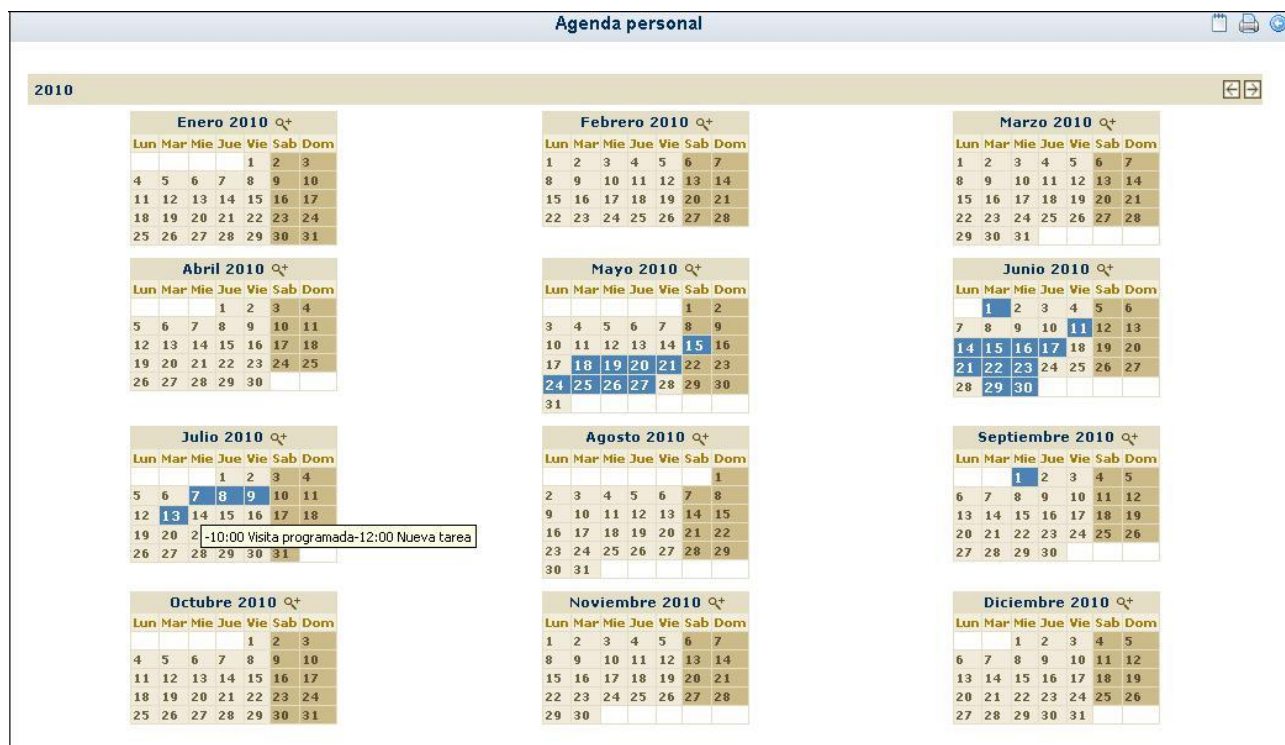 Agenda personal
2010
Enero 2010
Lun Mar Mie Jue Vie Sab Dom
1 2 3
4 5 6 7 8 9 10
11 12 13 14 15 16 17
18 19 20 21 22 23 24
25 26 27 28 29 30 31
Febrero 2010
Lun Mar Mie Jue Vie Sab Dom
1 2 3 4 5 6 7
8 9 10 11 12 13 14
15 16 17 18 19 20 21
22 23 24 25 26 27 28
Marzo 2010
Lun Mar Mie Jue Vie Sab Dom
1 2 3 4 5 6 7
8 9 10 11 12 13 14
15 16 17 18 19 20 21
22 23 24 25 26 27 28
29 30 31
Abril 2010
Lun Mar Mie Jue Vie Sab Dom
1 2 3 4
5 6 7 8 9 10 11
12 13 14 15 16 17 18
19 20 21 22 23 24 25
26 27 28 29 30
Mayo 2010
Lun Mar Mie Jue Vie Sab Dom
1 2
3 4 5 6 7 8 9
10 11 12 13 14 15 16
17 18 19 20 21 22 23
24 25 26 27 28 29 30
31
Junio 2010
Lun Mar Mie Jue Vie Sab Dom
1 2 3 4 5 6
7 8 9 10 11 12 13
14 15 16 17 18 19 20
21 22 23 24 25 26 27
28 29 30
Julio 2010
Lun Mar Mie Jue Vie Sab Dom
1 2 3 4
5 6 7 8 9 10 11
12 13 14 15 16 17 18
19 20 2 -10:00 Visita programada-12:00 Nueva tarea
26 27 28 29 30 31
Agosto 2010
Lun Mar Mie Jue Vie Sab Dom
1
2 3 4 5 6 7 8
9 10 11 12 13 14 15
16 17 18 19 20 21 22
23 24 25 26 27 28 29
30 31
Septiembre 2010
Lun Mar Mie Jue Vie Sab Dom
1 2 3 4 5
6 7 8 9 10 11 12
13 14 15 16 17 18 19
20 21 22 23 24 25 26
27 28 29 30
Octubre 2010
Lun Mar Mie Jue Vie Sab Dom
1 2 3
4 5 6 7 8 9 10
11 12 13 14 15 16 17
18 19 20 21 22 23 24
25 26 27 28 29 30 31
Noviembre 2010
Lun Mar Mie Jue Vie Sab Dom
1 2 3 4 5 6 7
8 9 10 11 12 13 14
15 16 17 18 19 20 21
22 23 24 25 26 27 28
29 30
Diciembre 2010
Lun Mar Mie Jue Vie Sab Dom
1 2 3 4 5
6 7 8 9 10 11 12
13 14 15 16 17 18 19
20 21 22 23 24 25 26
27 28 29 30 31